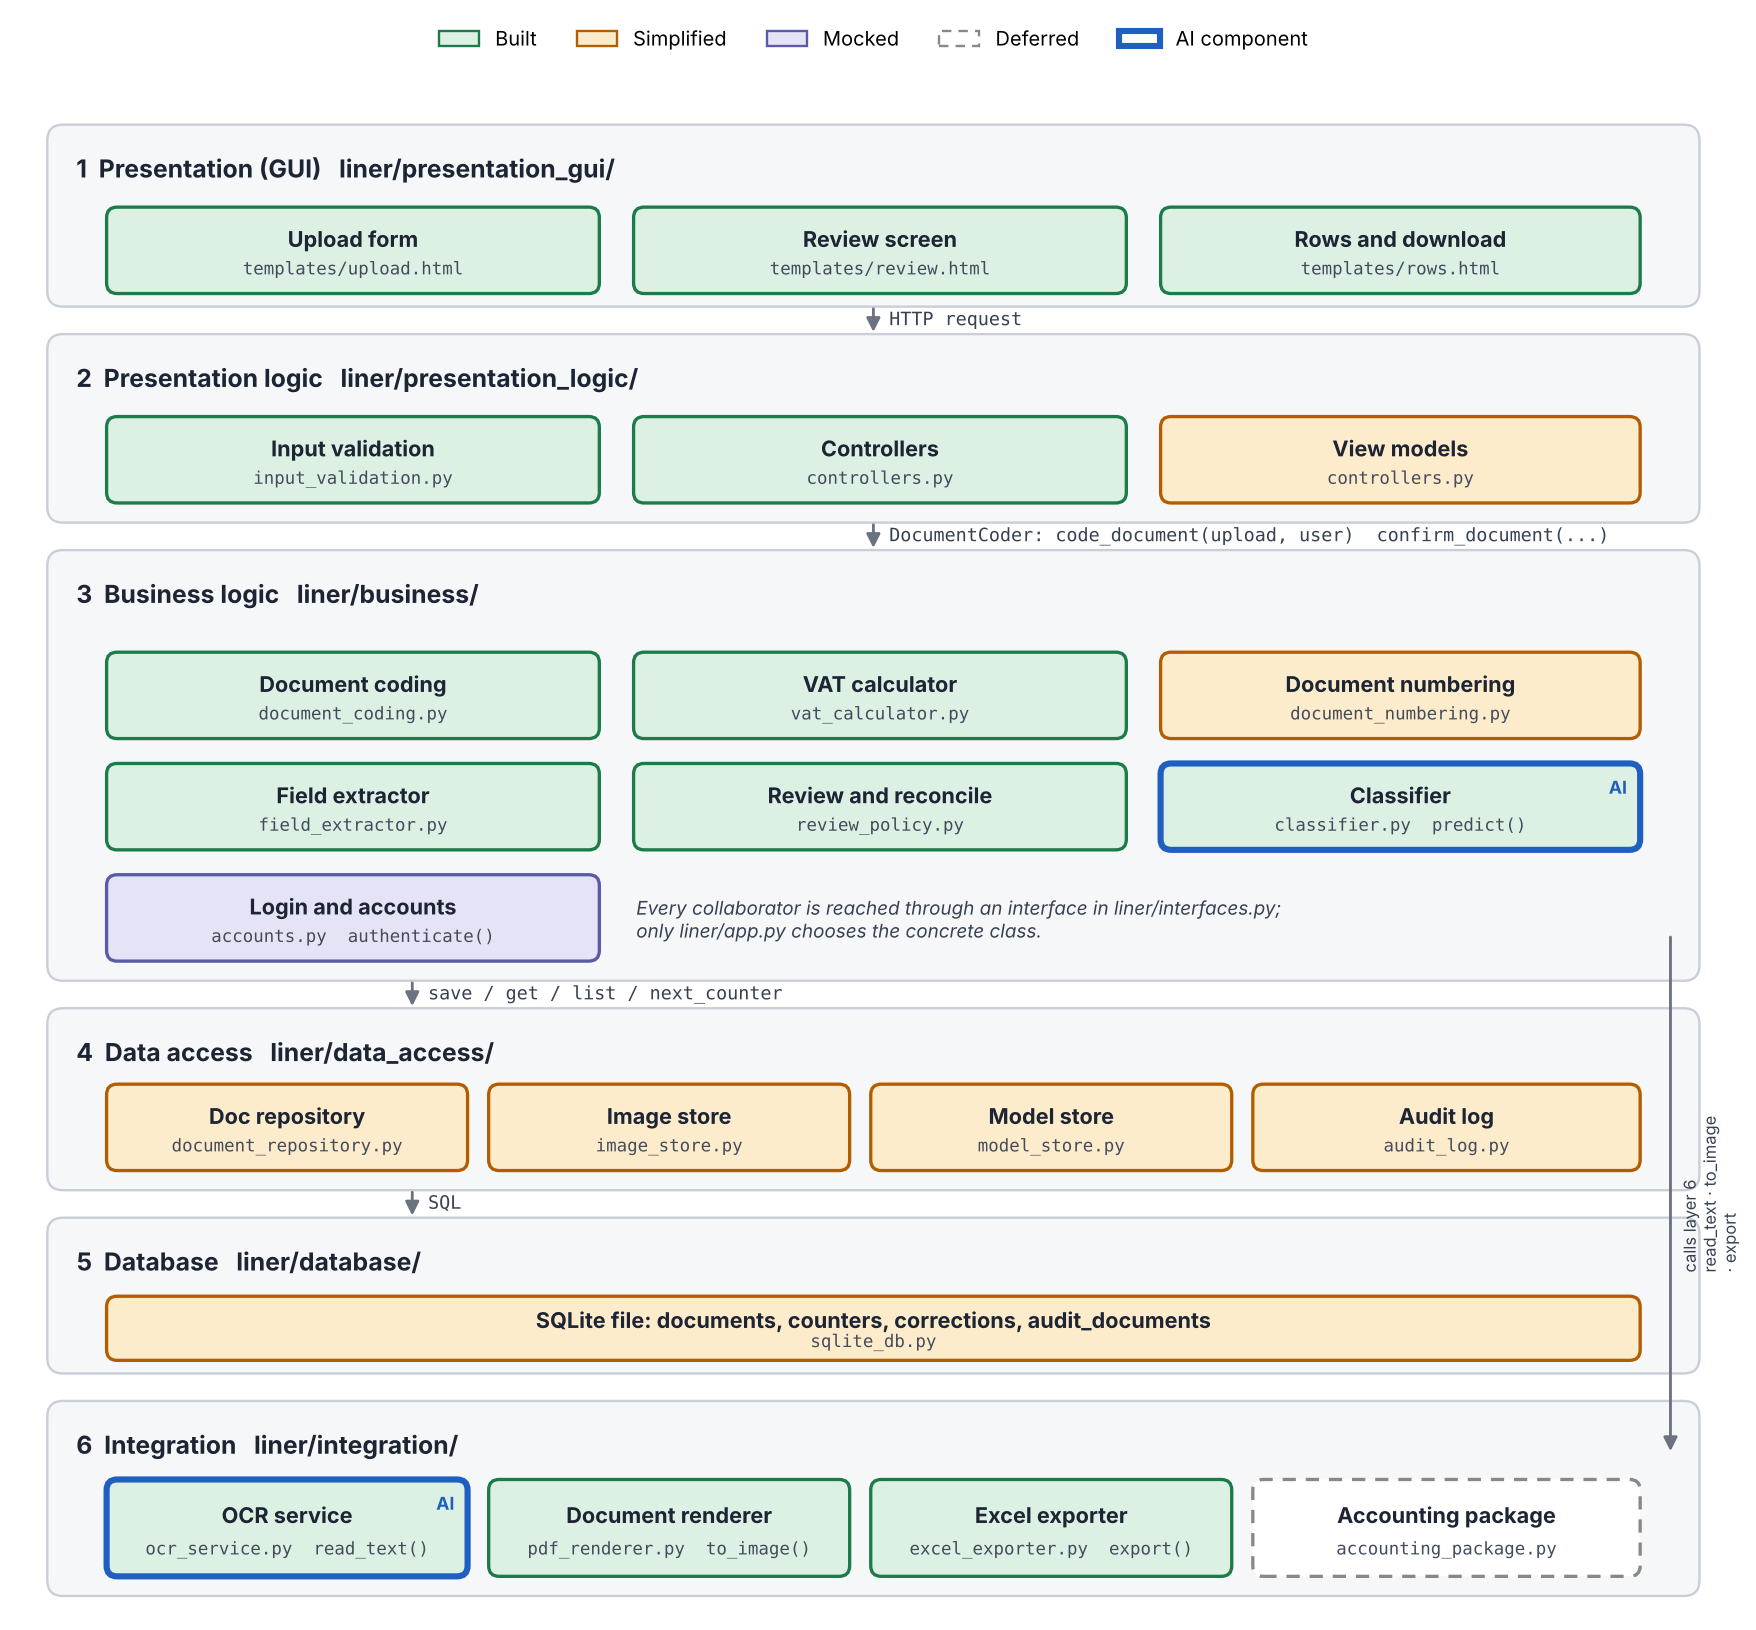 Built Simplified Mocked Deferred AI component
1 Presentation (GUI) liner/presentation_gui/
Upload form
templates/upload.html
Review screen
templates/review.html
Rows and download
templates/rows.html
HTTP request
2 Presentation logic liner/presentation_logic/
Input validation
input_validation.py
Controllers
controllers.py
View models
controllers.py
DocumentCoder: code_document(upload, user) confirm_document(...)
3 Business logic liner/business/
Document coding
document_coding.py
VAT calculator
vat_calculator.py
Document numbering
document_numbering.py
Field extractor
field_extractor.py
Review and reconcile
review_policy.py
AI
Classifier
classifier.py predict()
Login and accounts
accounts.py authenticate()
Every collaborator is reached through an interface in liner/interfaces.py;
only liner/app.py chooses the concrete class.
save / get / list / next_counter
4 Data access liner/data_access/
Doc repository
document_repository.py
Image store
image_store.py
Model store
model_store.py
Audit log
audit_log.py
calls layer 6
read_text · to_image
· export
SQL
5 Database liner/database/
SQLite file: documents, counters, corrections, audit_documents
sqlite_db.py
6 Integration liner/integration/
AI
OCR service
ocr_service.py read_text()
Document renderer
pdf_renderer.py to_image()
Excel exporter
excel_exporter.py export()
Accounting package
accounting_package.py